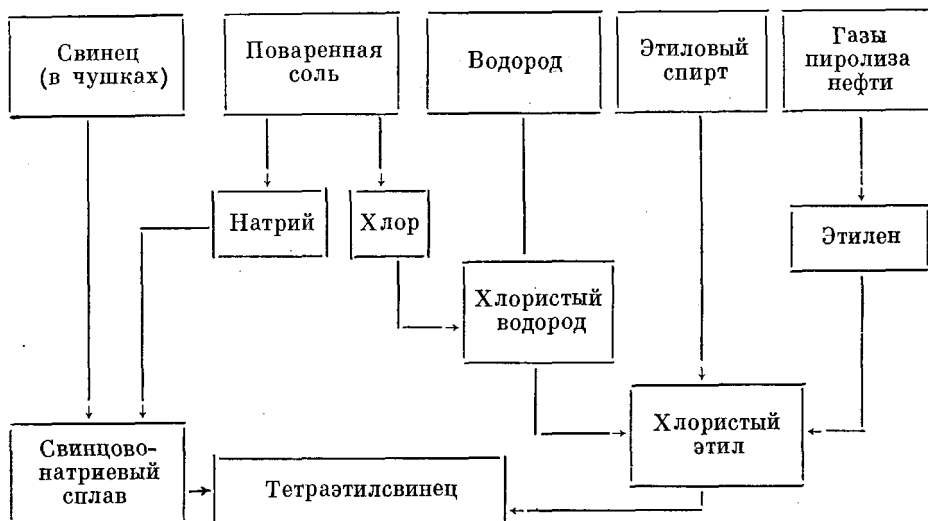 Свинец
(в чушках)
Поваренная
соль
Водород
Этиловый
спирт
Газы
пиролиза
нефти
Натрий
Хлор
Этилен
Хлористый
водород
Свинцово-
натриевый
сплав
Тетраэтилсвинец
Хлористый
этил